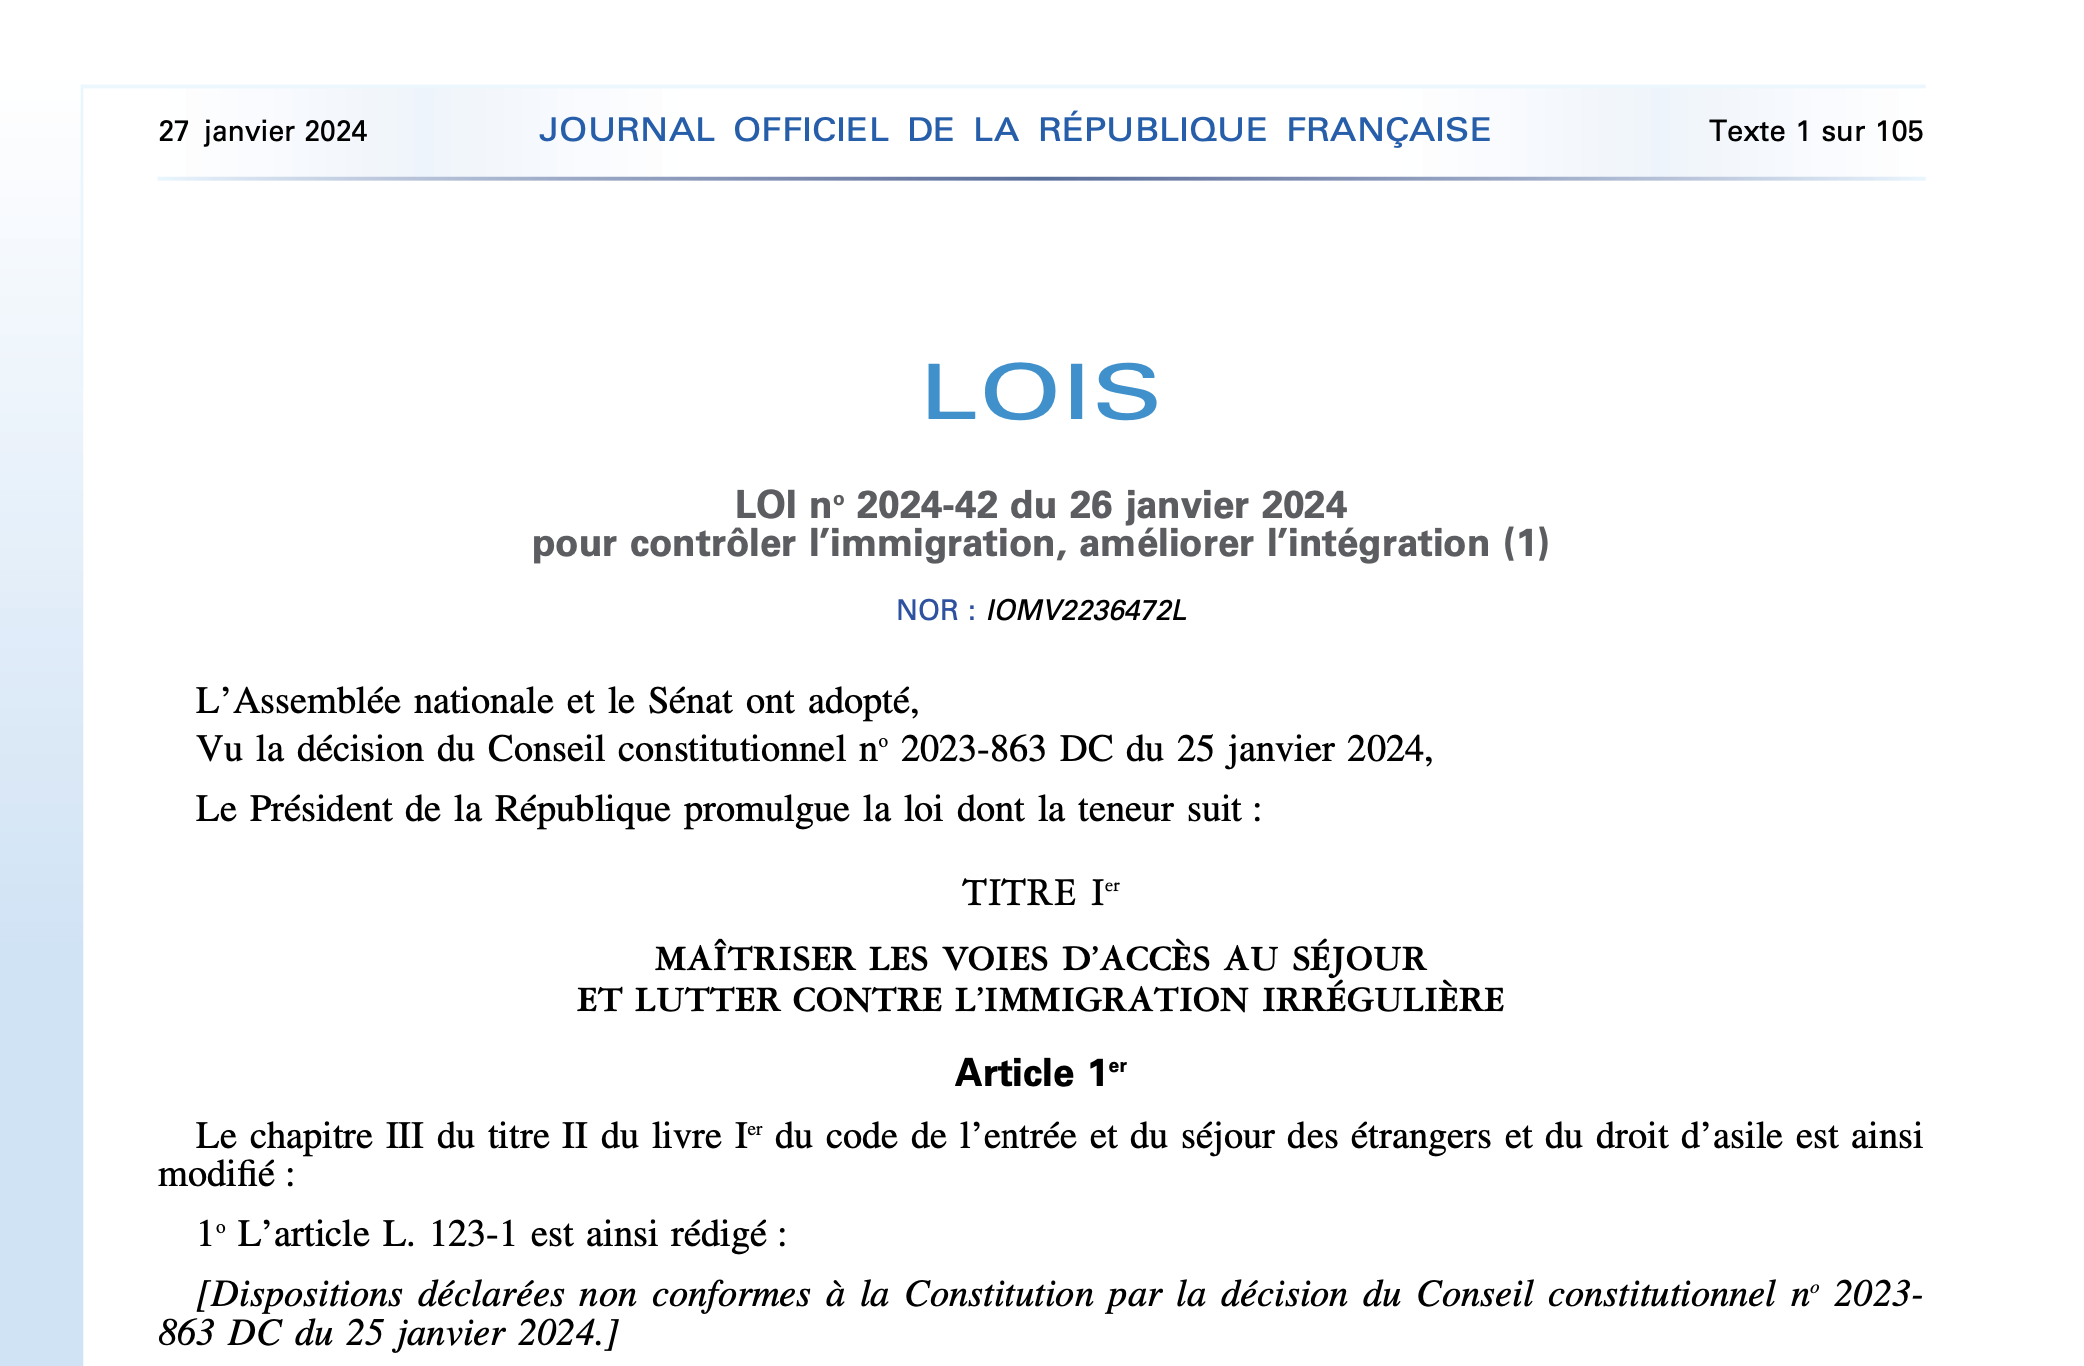 27 janvier 2024 JOURNAL OFFICIEL DE LA RÉPUBLIQUE FRANÇAISE Texte 1 sur 105
LOIS
LOI nº 2024-42 du 26 janvier 2024
pour contrôler l’immigration, améliorer l’intégration (1)
NOR : IOMV2236472L
L’Assemblée nationale et le Sénat ont adopté,
Vu la décision du Conseil constitutionnel nº 2023-863 DC du 25 janvier 2024,
Le Président de la République promulgue la loi dont la teneur suit :
TITRE Ier
MAÎTRISER LES VOIES D’ACCÈS AU SÉJOUR
ET LUTTER CONTRE L’IMMIGRATION IRRÉGULIÈRE
Article 1er
Le chapitre III du titre II du livre Ier du code de l’entrée et du séjour des étrangers et du droit d’asile est ainsi
modifié :
1º L’article L. 123-1 est ainsi rédigé :
[Dispositions déclarées non conformes à la Constitution par la décision du Conseil constitutionnel nº 2023-
863 DC du 25 janvier 2024.]